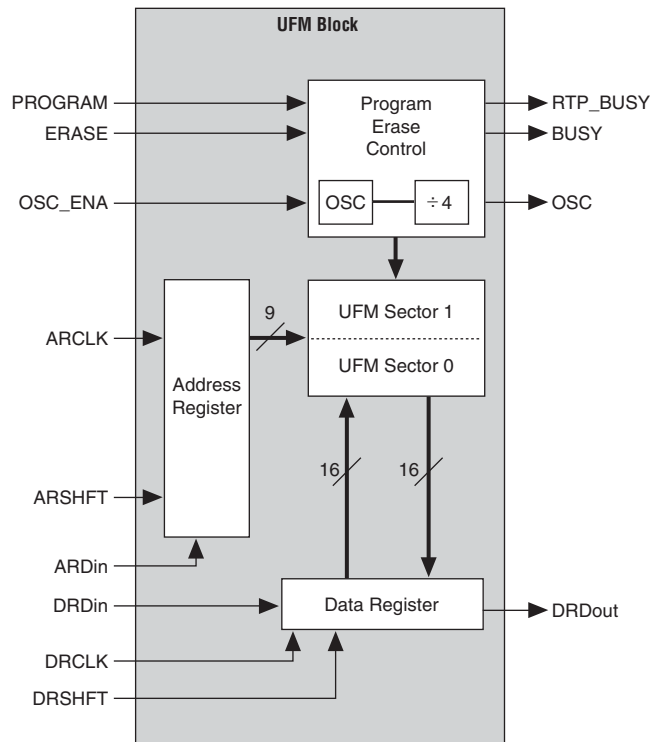 UFM Block
PROGRAM
ERASE
OSC_ENA
Program
Erase
Control
OSC
÷ 4
RTP_BUSY
BUSY
OSC
ARCLK
ARSHFT
ARDin
Address
Register
9
UFM Sector 1
UFM Sector 0
16
16
DRDin
DRCLK
DRSHFT
Data Register
DRDout